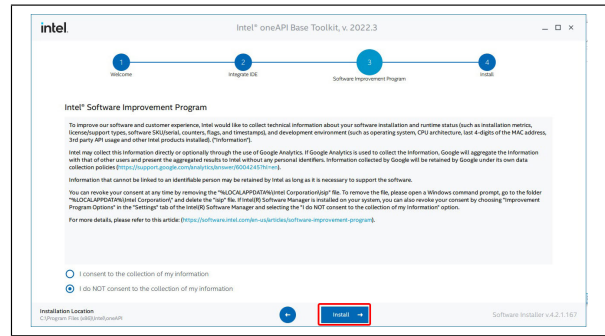 intel.
Intel® oneAPI Base Toolkit, v. 2022.3
1
2
3
4
Welcome
Integrate IDE
Software Improvement Program
Install
Intel® Software Improvement Program
To improve our software and customer experience, Intel would like to collect technical information about your software installation and runtime status (such as installation metrics,
license/support types, software SKU/serial, counters, flags, and timestamps), and development environment (such as operating system, CPU architecture, last 4-digits of the MAC address,
3rd party API usage and other Intel products installed). ("Information").
Intel may collect this Information directly or optionally through the use of Google Analytics. If Google Analytics is used to collect the Information, Google will aggregate the Information
with that of other users and present the aggregated results to Intel without any personal identifiers. Information collected by Google will be retained by Google under its own data
collection policies (https://support.google.com/analytics/answer/6004245?hl=en).
Information that cannot be linked to an identifiable person may be retained by Intel as long as it is necessary to support the software.
You can revoke your consent at any time by removing the "%LOCALAPPDATA%\Intel Corporation\isip" file. To remove the file, please open a Windows command prompt, go to the folder
"%LOCALAPPDATA%\Intel Corporation\" and delete the "isip" file. If Intel(R) Software Manager is installed on your system, you can also revoke your consent by choosing "Improvement
Program Options" in the "Settings" tab of the Intel(R) Software Manager and selecting the "I do NOT consent to the collection of my Information" option.
For more details, please refer to this article: (https://software.intel.com/en-us/articles/software-improvement-program).
I consent to the collection of my information
I do NOT consent to the collection of my information
Installation Location
C:\Program Files (x86)\Intel\oneAPI
Install
Software Installer v.4.2.1.167